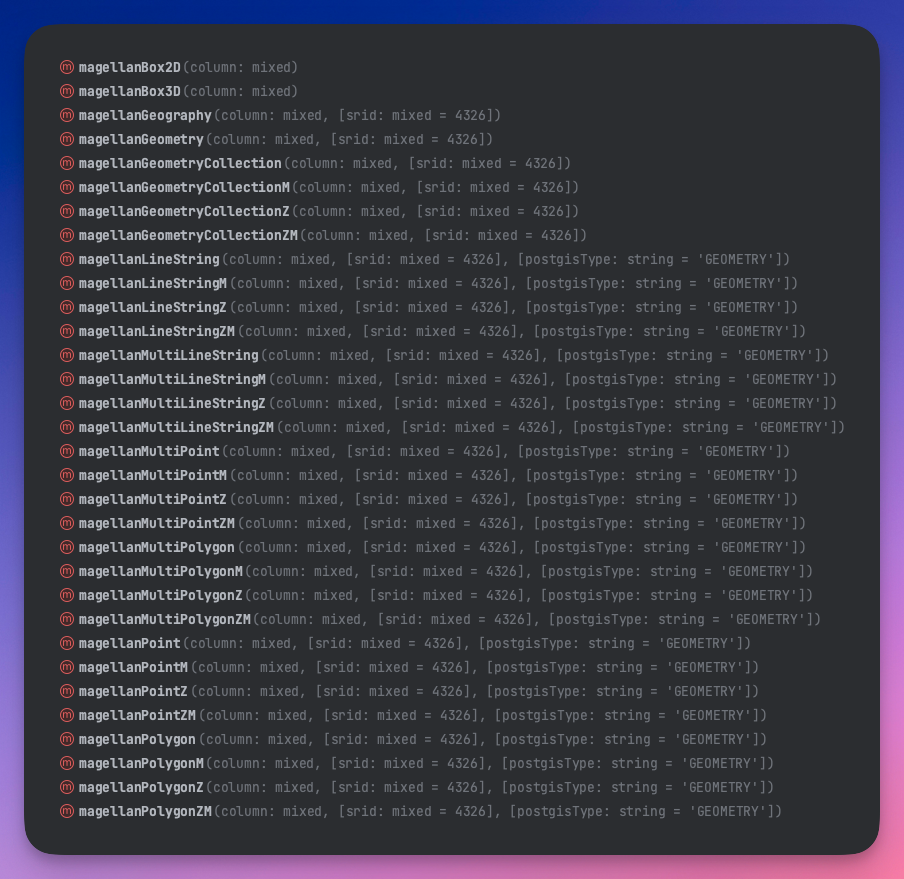 m magellanBox2D(column: mixed)
m magellanBox3D(column: mixed)
m magellanGeography(column: mixed, [srid: mixed = 4326])
m magellanGeometry(column: mixed, [srid: mixed = 4326])
m magellanGeometryCollection(column: mixed, [srid: mixed = 4326])
m magellanGeometryCollectionM(column: mixed, [srid: mixed = 4326])
m magellanGeometryCollectionZ(column: mixed, [srid: mixed = 4326])
m magellanGeometryCollectionZM(column: mixed, [srid: mixed = 4326])
m magellanLineString(column: mixed, [srid: mixed = 4326], [postgisType: string = 'GEOMETRY'])
m magellanLineStringM(column: mixed, [srid: mixed = 4326], [postgisType: string = 'GEOMETRY'])
m magellanLineStringZ(column: mixed, [srid: mixed = 4326], [postgisType: string = 'GEOMETRY'])
m magellanLineStringZM(column: mixed, [srid: mixed = 4326], [postgisType: string = 'GEOMETRY'])
m magellanMultiLineString(column: mixed, [srid: mixed = 4326], [postgisType: string = 'GEOMETRY'])
m magellanMultiLineStringM(column: mixed, [srid: mixed = 4326], [postgisType: string = 'GEOMETRY'])
m magellanMultiLineStringZ(column: mixed, [srid: mixed = 4326], [postgisType: string = 'GEOMETRY'])
m magellanMultiLineStringZM(column: mixed, [srid: mixed = 4326], [postgisType: string = 'GEOMETRY'])
m magellanMultiPoint(column: mixed, [srid: mixed = 4326], [postgisType: string = 'GEOMETRY'])
m magellanMultiPointM(column: mixed, [srid: mixed = 4326], [postgisType: string = 'GEOMETRY'])
m magellanMultiPointZ(column: mixed, [srid: mixed = 4326], [postgisType: string = 'GEOMETRY'])
m magellanMultiPointZM(column: mixed, [srid: mixed = 4326], [postgisType: string = 'GEOMETRY'])
m magellanMultiPolygon(column: mixed, [srid: mixed = 4326], [postgisType: string = 'GEOMETRY'])
m magellanMultiPolygonM(column: mixed, [srid: mixed = 4326], [postgisType: string = 'GEOMETRY'])
m magellanMultiPolygonZ(column: mixed, [srid: mixed = 4326], [postgisType: string = 'GEOMETRY'])
m magellanMultiPolygonZM(column: mixed, [srid: mixed = 4326], [postgisType: string = 'GEOMETRY'])
m magellanPoint(column: mixed, [srid: mixed = 4326], [postgisType: string = 'GEOMETRY'])
m magellanPointM(column: mixed, [srid: mixed = 4326], [postgisType: string = 'GEOMETRY'])
m magellanPointZ(column: mixed, [srid: mixed = 4326], [postgisType: string = 'GEOMETRY'])
m magellanPointZM(column: mixed, [srid: mixed = 4326], [postgisType: string = 'GEOMETRY'])
m magellanPolygon(column: mixed, [srid: mixed = 4326], [postgisType: string = 'GEOMETRY'])
m magellanPolygonM(column: mixed, [srid: mixed = 4326], [postgisType: string = 'GEOMETRY'])
m magellanPolygonZ(column: mixed, [srid: mixed = 4326], [postgisType: string = 'GEOMETRY'])
m magellanPolygonZM(column: mixed, [srid: mixed = 4326], [postgisType: string = 'GEOMETRY'])